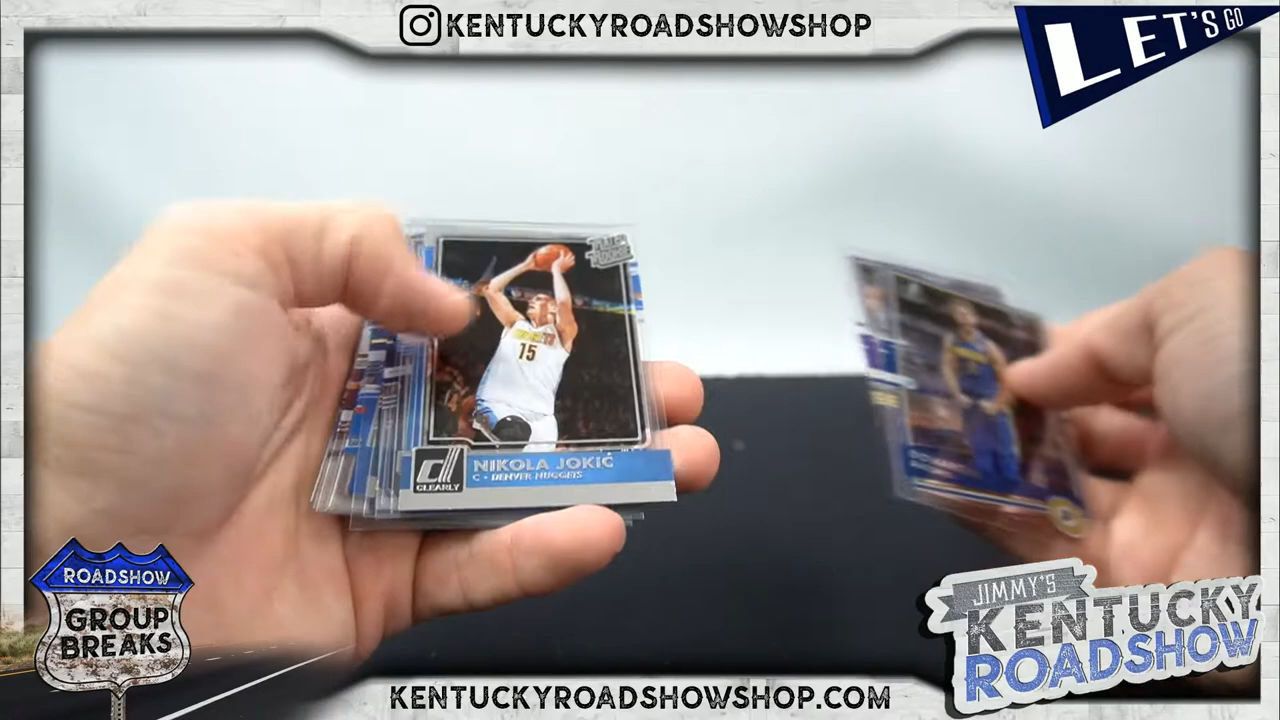 KENTUCKYROADSHOWSHOP
LET'S GO
RATED
ROOKIE
15
NIKOLA JOKIĆ
C - DENVER NUGGETS
CLEARLY
ROADSHOW
GROUP
BREAKS
JIMMY'S
KENTUCKY
ROADSHOW
KENTUCKYROADSHOWSHOP.COM